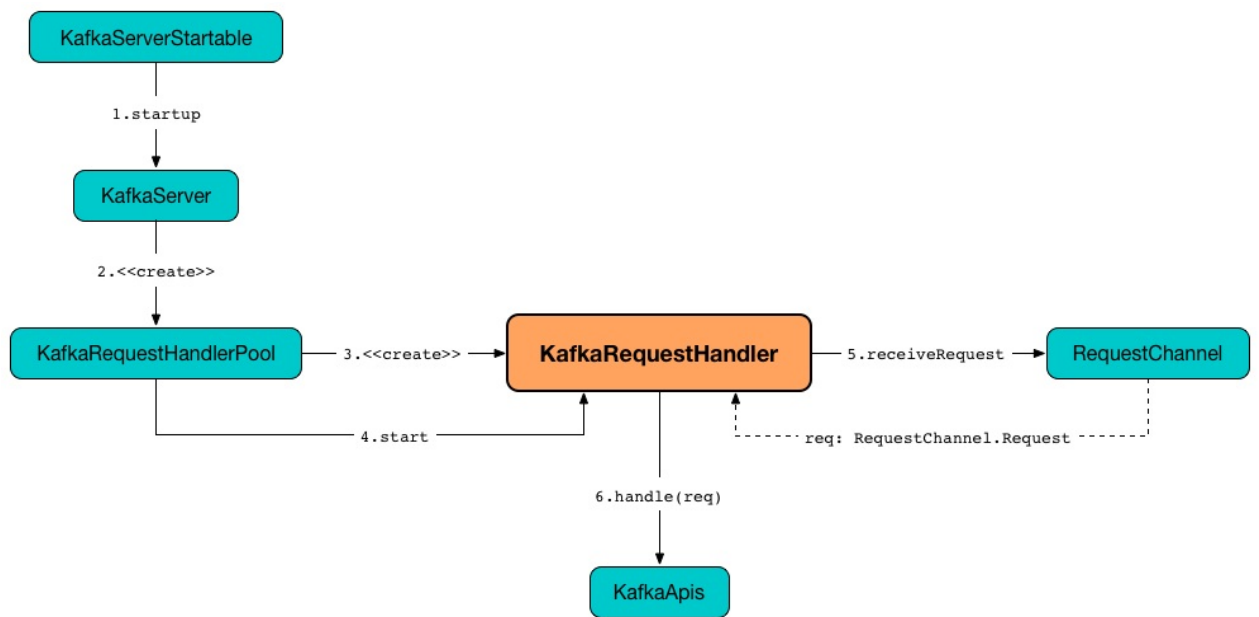 KafkaServerStartable
1.startup
KafkaServer
2.<<create>>
KafkaRequestHandlerPool
3.<<create>>
KafkaRequestHandler
5.receiveRequest
RequestChannel
4.start
req: RequestChannel.Request
6.handle(req)
KafkaApis